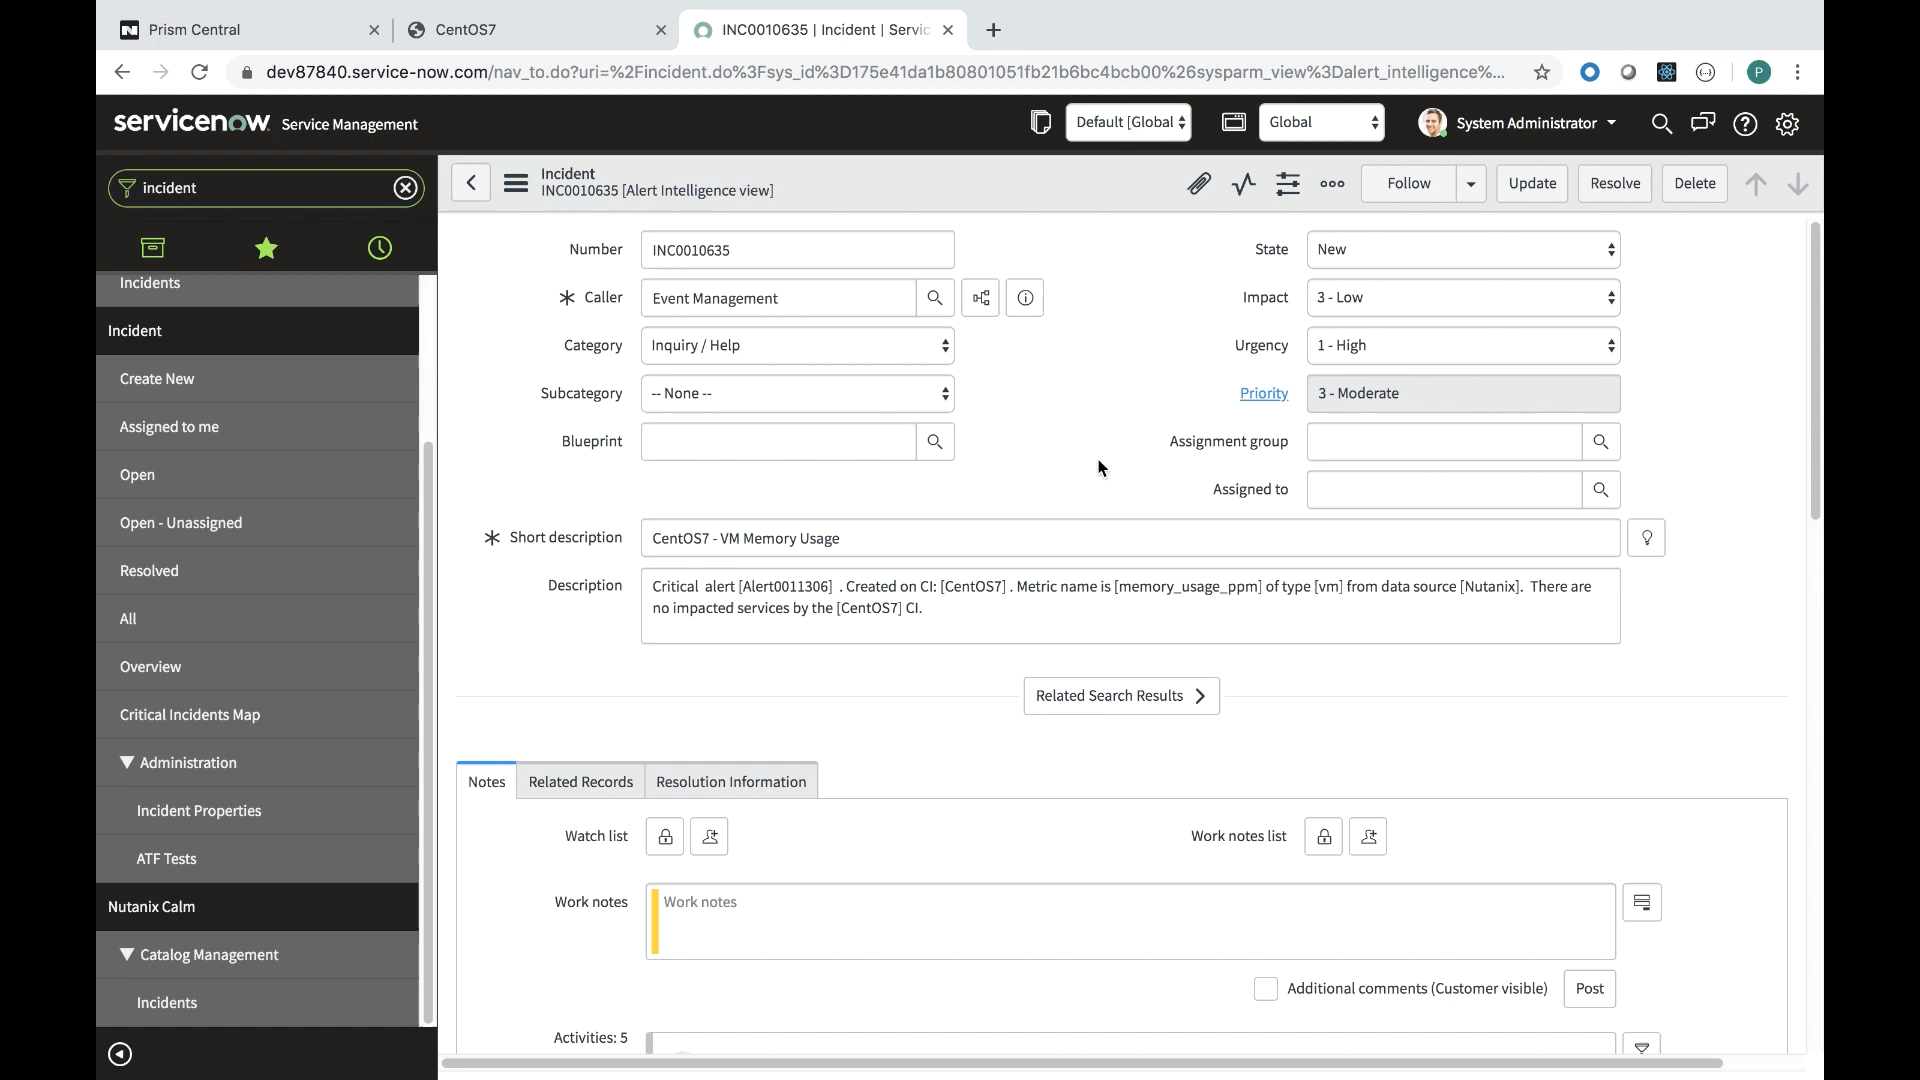 Prism Central
CentOS7
INC0010635 | Incident | Servic
dev87840.service-now.com/nav_to.do?uri=%2Fincident.do%3Fsys_id%3D175e41da1b80801051fb21b6bc4bcb00%26sysparm_view%3Dalert_intelligence%...
P
servicenow Service Management
Default [Global
Global
System Administrator
incident
Incident
INC0010635 [Alert Intelligence view]
Follow
Update
Resolve
Delete
Incidents
Incident
Create New
Assigned to me
Open
Open - Unassigned
Resolved
All
Overview
Critical Incidents Map
Administration
Incident Properties
ATF Tests
Nutanix Calm
Catalog Management
Incidents
Number INC0010635
Caller Event Management
Category Inquiry / Help
Subcategory -- None --
Blueprint
State New
Impact 3 - Low
Urgency 1 - High
Priority 3 - Moderate
Assignment group
Assigned to
Short description CentOS7 - VM Memory Usage
Description Critical alert [Alert0011306] . Created on CI: [CentOS7] . Metric name is [memory_usage_ppm] of type [vm] from data source [Nutanix]. There are
no impacted services by the [CentOS7] CI.
Related Search Results
Notes
Related Records
Resolution Information
Watch list
Work notes list
Work notes Work notes
Additional comments (Customer visible)
Post
Activities: 5